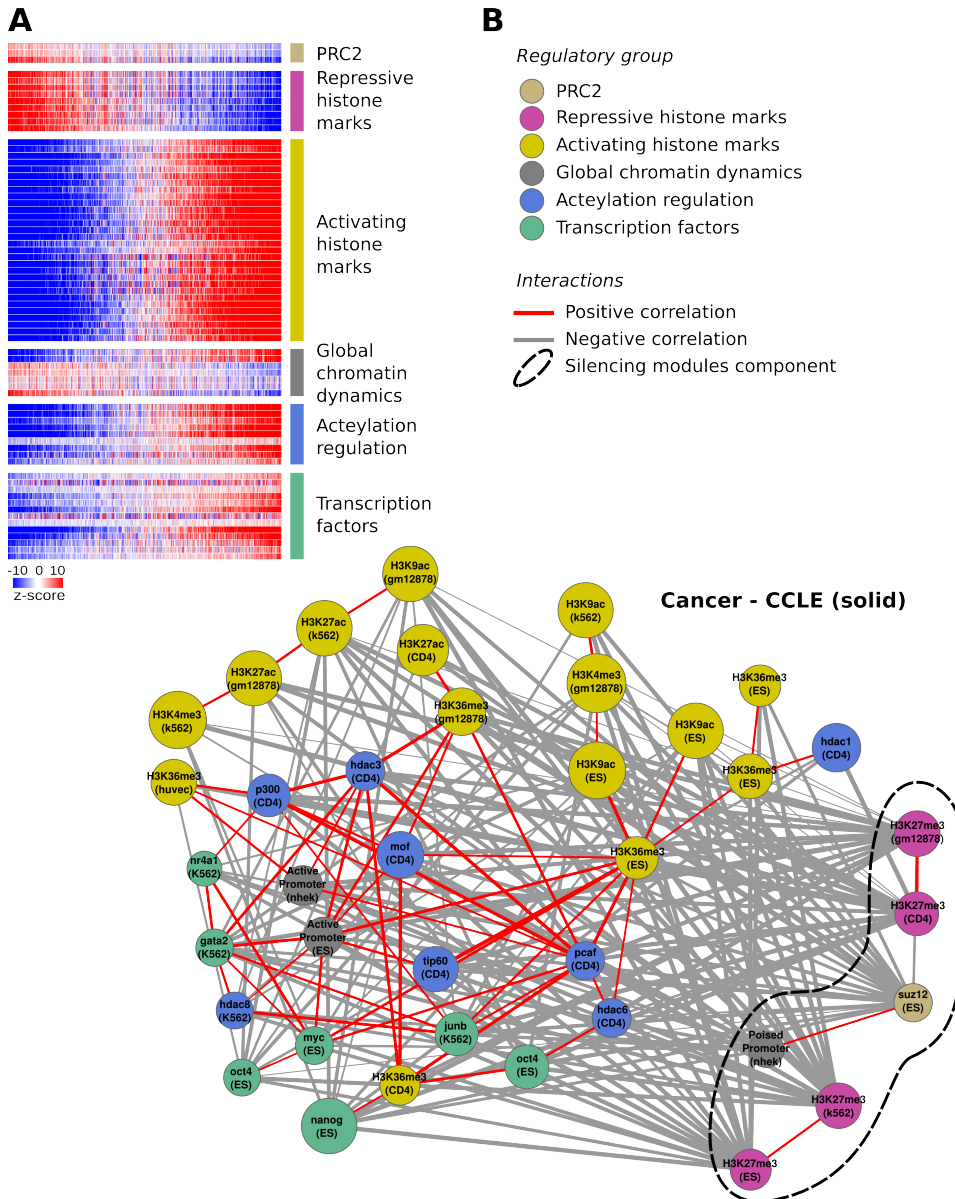 A
PRC2
Repressive
histone
marks
Activating
histone
marks
Global
chromatin
dynamics
Acteylation
regulation
Transcription
factors
-10 0 10
z-score
B
Regulatory group
PRC2
Repressive histone marks
Activating histone marks
Global chromatin dynamics
Acteylation regulation
Transcription factors
Interactions
Positive correlation
Negative correlation
Silencing modules component
Cancer - CCLE (solid)
H3K9ac
(gm12878)
H3K27ac
(k562)
H3K27ac
(CD4)
H3K9ac
(k562)
H3K27ac
(gm12878)
H3K4me3
(gm12878)
H3K36me3
(ES)
H3K4me3
(k562)
H3K36me3
(gm12878)
H3K9ac
(ES)
hdac1
(CD4)
H3K36me3
(huvec)
p300
(CD4)
hdac3
(CD4)
H3K9ac
(ES)
H3K36me3
(ES)
H3K27me3
(gm12878)
nr4a1
(K562)
Active
Promoter
(nhek)
mof
(CD4)
H3K36me3
(ES)
H3K27me3
(CD4)
gata2
(K562)
Active
Promoter
(ES)
tip60
(CD4)
pcaf
(CD4)
suz12
(ES)
hdac8
(K562)
myc
(ES)
junb
(K562)
hdac6
(CD4)
Poised
Promoter
(nhek)
oct4
(ES)
H3K36me3
(CD4)
oct4
(ES)
H3K27me3
(k562)
nanog
(ES)
H3K27me3
(ES)